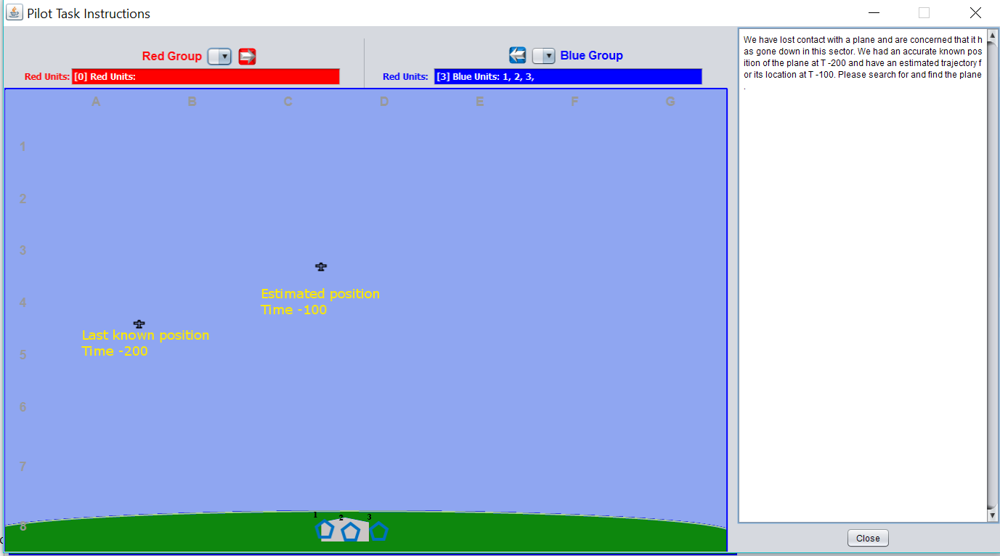 Pilot Task Instructions
Red Group
Blue Group
Red Units: [0] Red Units:
Red Units: [3] Blue Units: 1, 2, 3,
A B C D E F G
1
2
3
4
5
6
7
8
Estimated position
Time -100
Last known position
Time -200
1 2 3
We have lost contact with a plane and are concerned that it h
as gone down in this sector. We had an accurate known pos
ition of the plane at T -200 and have an estimated trajectory f
or its location at T -100. Please search for and find the plane
.
Close